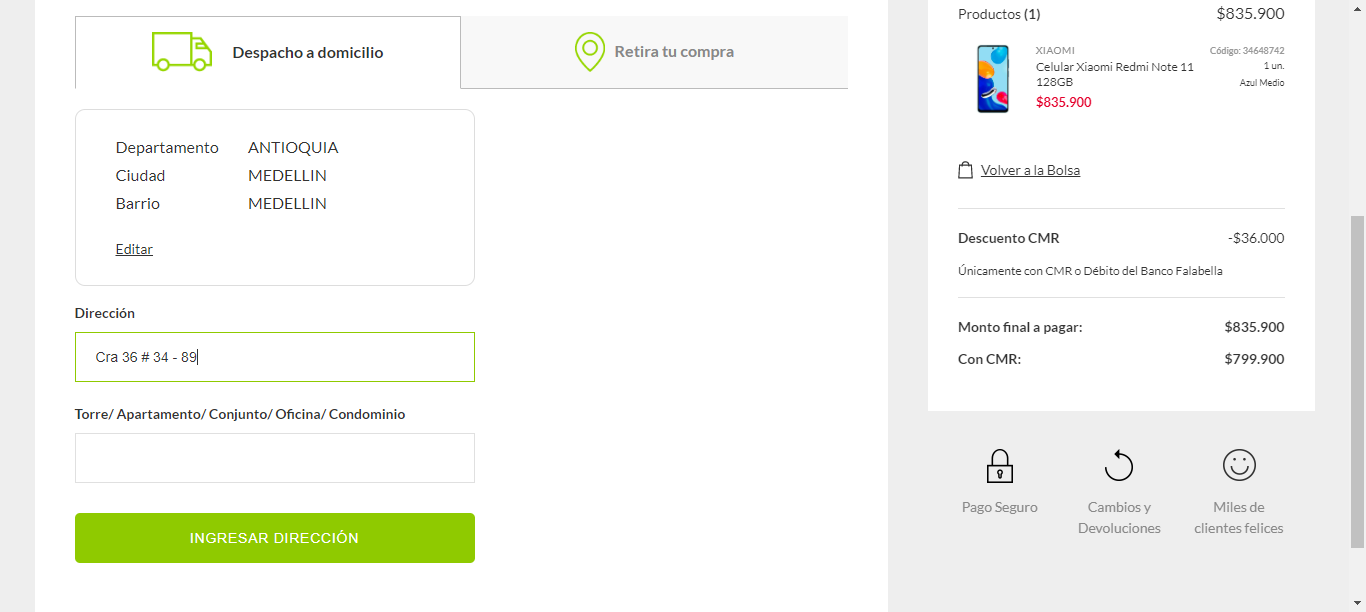 Despacho a domicilio
Retira tu compra
Departamento ANTIOQUIA
Ciudad MEDELLIN
Barrio MEDELLIN
Editar
Dirección
Cra 36 # 34 - 89
Torre/ Apartamento/ Conjunto/ Oficina/ Condominio
INGRESAR DIRECCIÓN
Productos (1) $835.900
XIAOMI Código: 34648742
Celular Xiaomi Redmi Note 11 1 un.
128GB Azul Medio
$835.900
Volver a la Bolsa
Descuento CMR -$36.000
Únicamente con CMR o Débito del Banco Falabella
Monto final a pagar: $835.900
Con CMR: $799.900
Pago Seguro
Cambios y
Devoluciones
Miles de
clientes felices